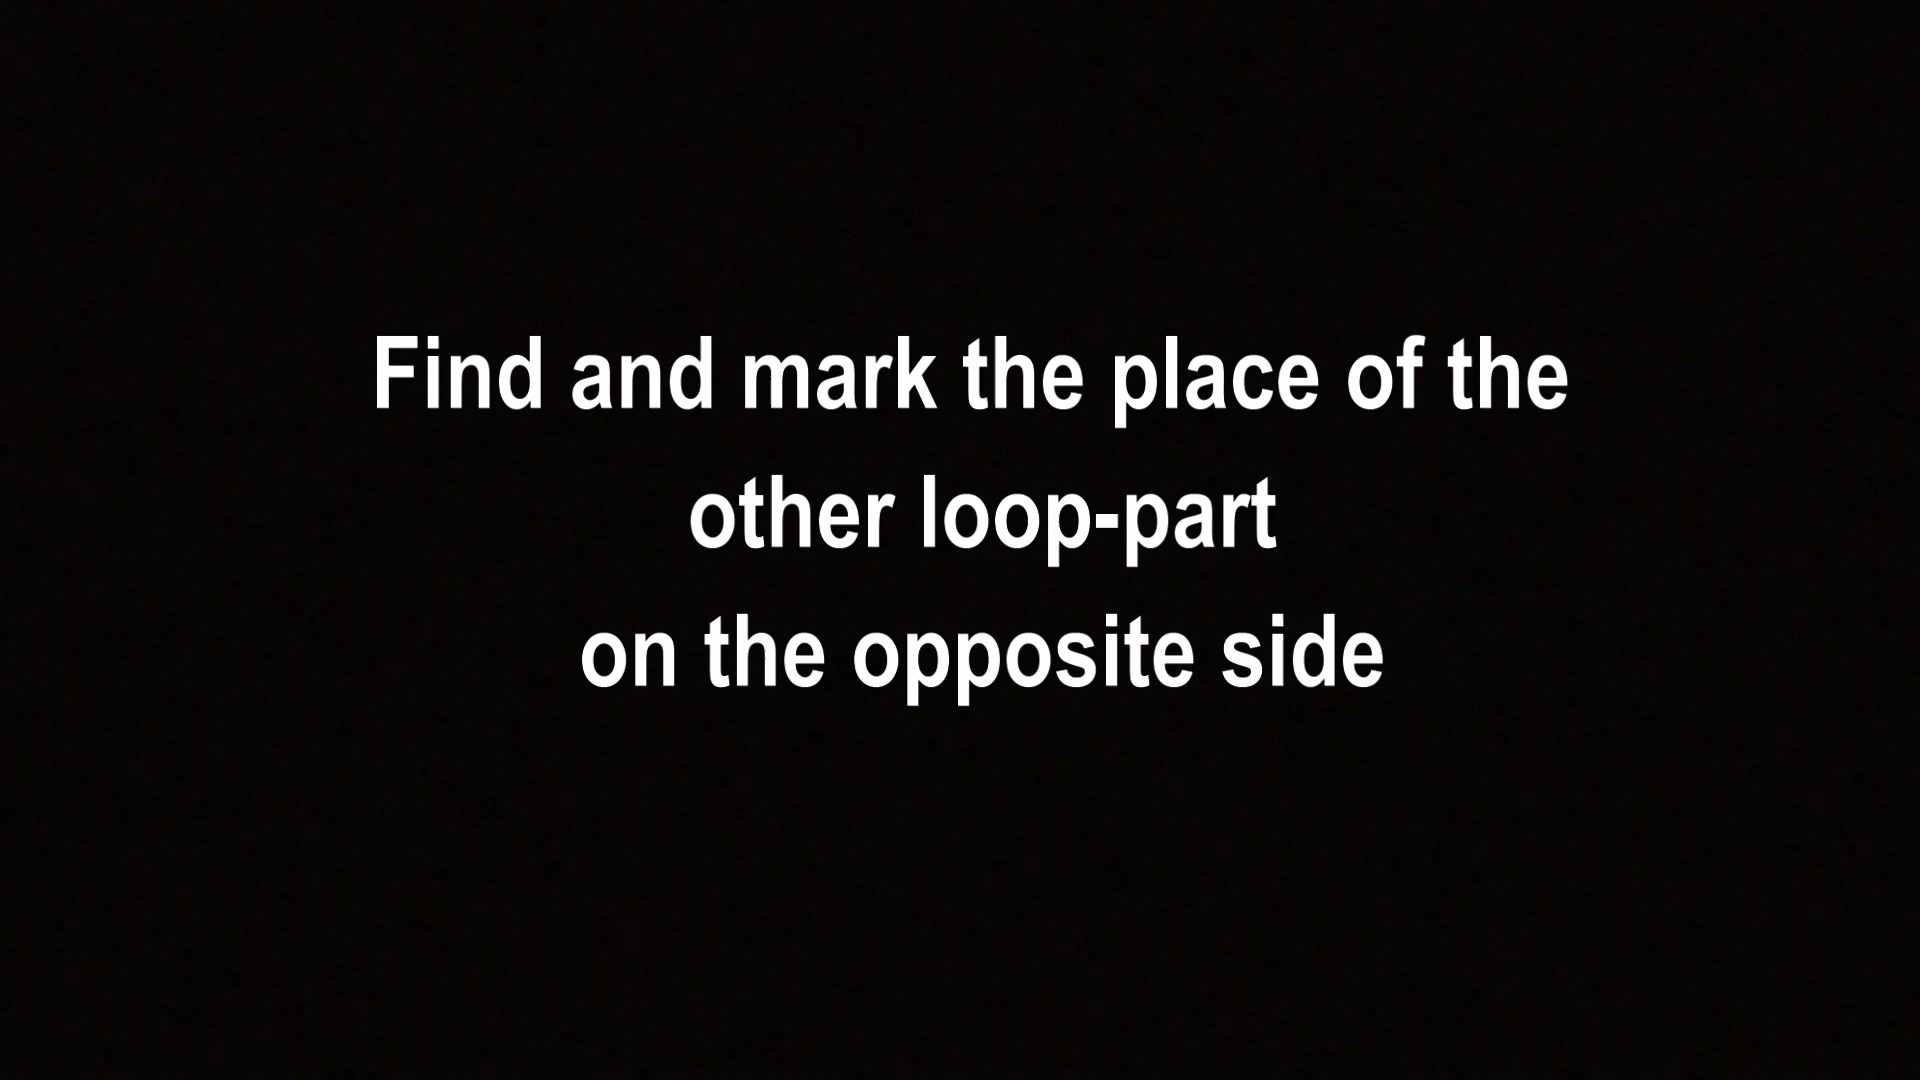 Find and mark the place of the
other loop-part
on the opposite side